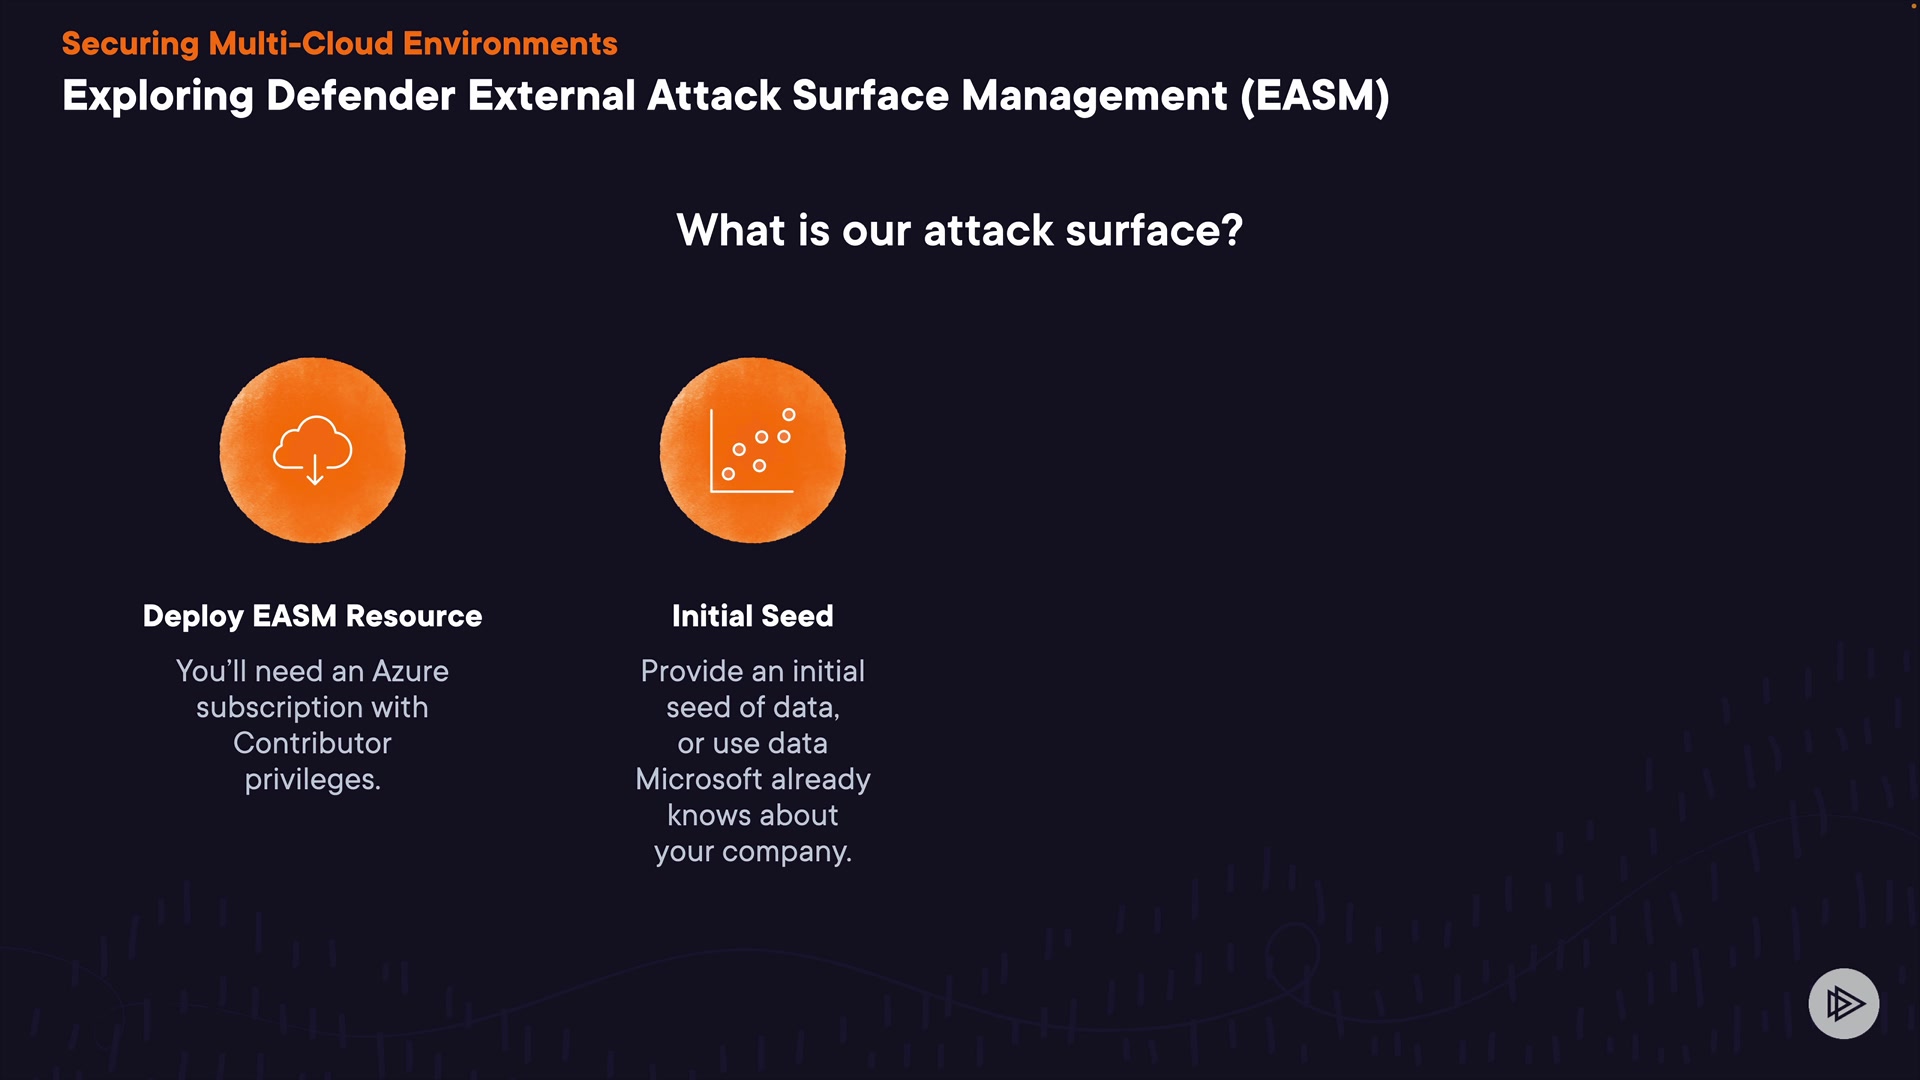 Securing Multi-Cloud Environments
Exploring Defender External Attack Surface Management (EASM)
What is our attack surface?
Deploy EASM Resource
You’ll need an Azure
subscription with
Contributor
privileges.
Initial Seed
Provide an initial
seed of data,
or use data
Microsoft already
knows about
your company.